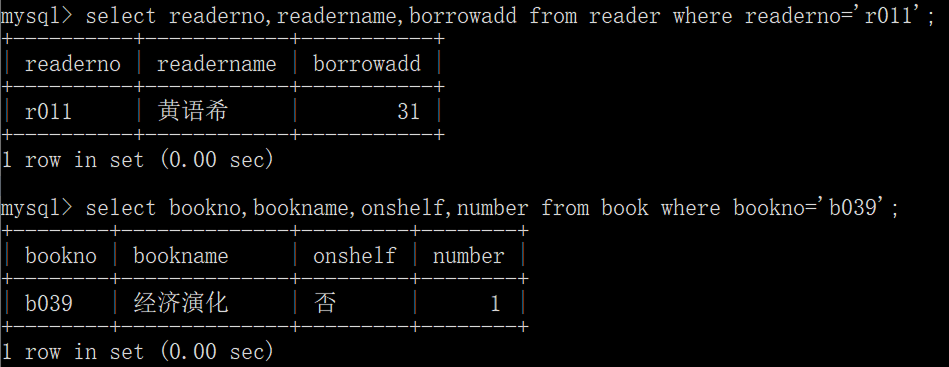 mysql> select readerno,readername,borrowadd from reader where readerno='r011';
+----------+------------+-----------+
| readerno | readername | borrowadd |
+----------+------------+-----------+
| r011     | 黄语希     |        31 |
+----------+------------+-----------+
1 row in set (0.00 sec)
mysql> select bookno,bookname,onshelf,number from book where bookno='b039';
+--------+--------------+---------+--------+
| bookno | bookname     | onshelf | number |
+--------+--------------+---------+--------+
| b039   | 经济演化     | 否      |      1 |
+--------+--------------+---------+--------+
1 row in set (0.00 sec)